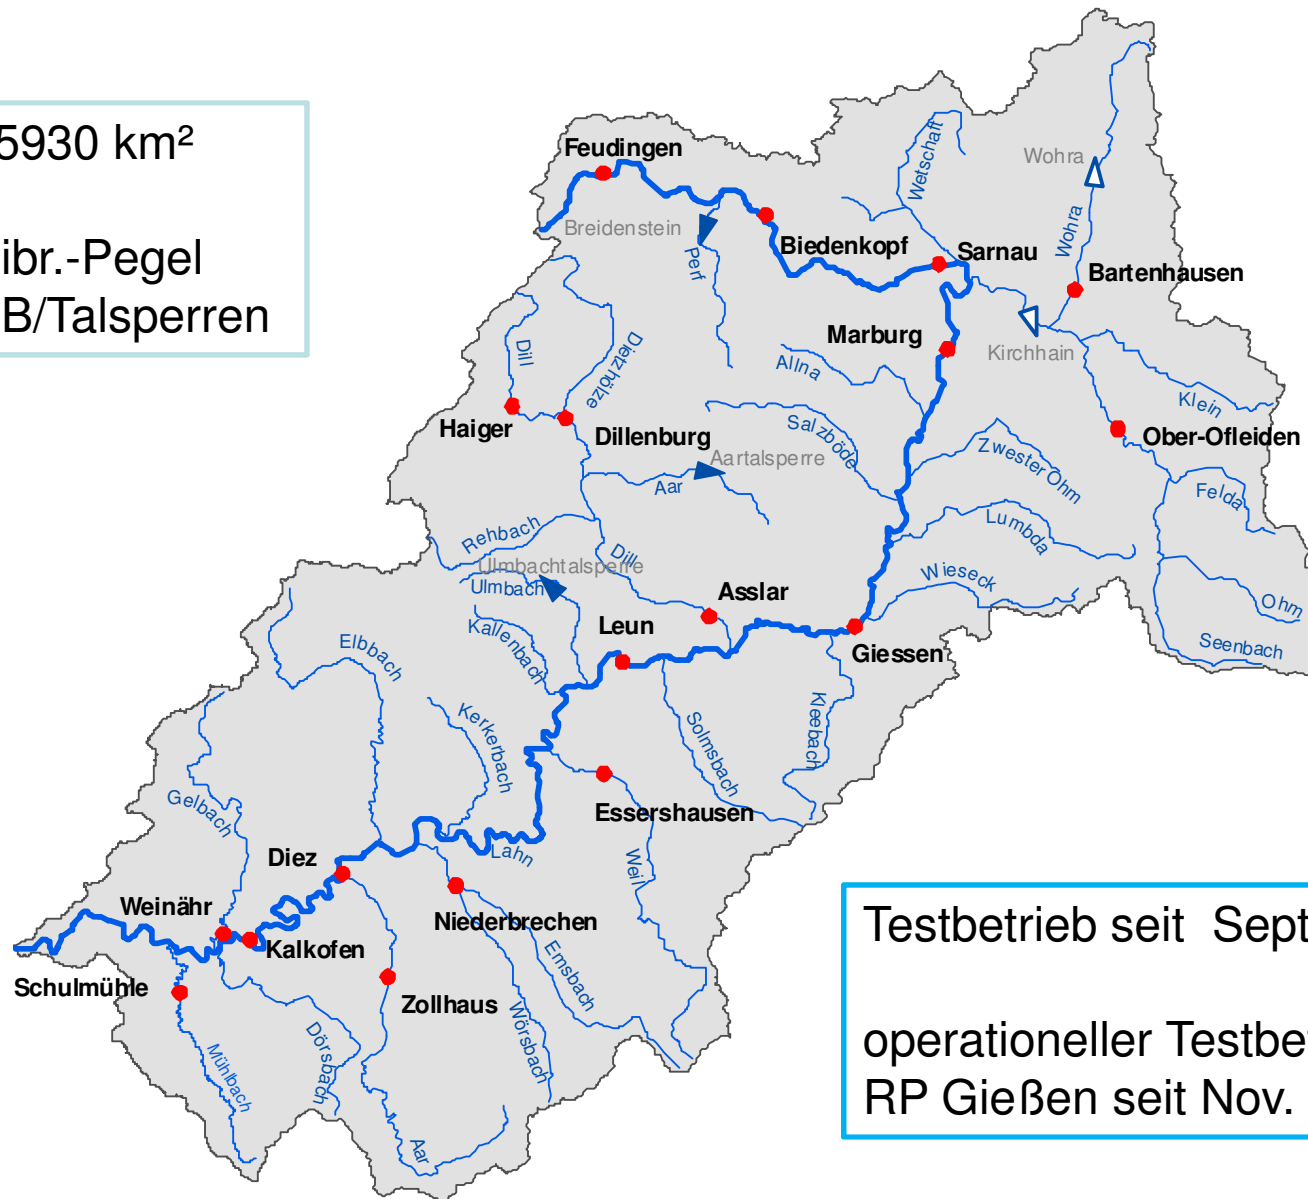 5930 km²
ibr.-Pegel
B/Talsperren
Feudingen
Breidenstein
Perf
Biedenkopf
Wetschaft
Sarnau
Wohra
Wohra
Bartenhausen
Marburg
Kirchhain
Klein
Ober-Ofleiden
Felda
Ohm
Seenbach
Dill
Dietzhölze
Haiger
Dillenburg
Allna
Salzböde
Aartalsperre
Aar
Zwester Ohm
Lumbda
Wieseck
Rehbach
Dill
Ulmbachtalsperre
Ulmbach
Asslar
Leun
Giessen
Kallenbach
Elbbach
Kerkerbach
Solmsbach
Kleebach
Essershausen
Gelbach
Lahn
Weil
Diez
Weinähr
Kalkofen
Niederbrechen
Schulmühle
Zollhaus
Emsbach
Wörsbach
Mühlbach
Dörsbach
Aar
Testbetrieb seit Sept
operationeller Testbe
RP Gießen seit Nov.